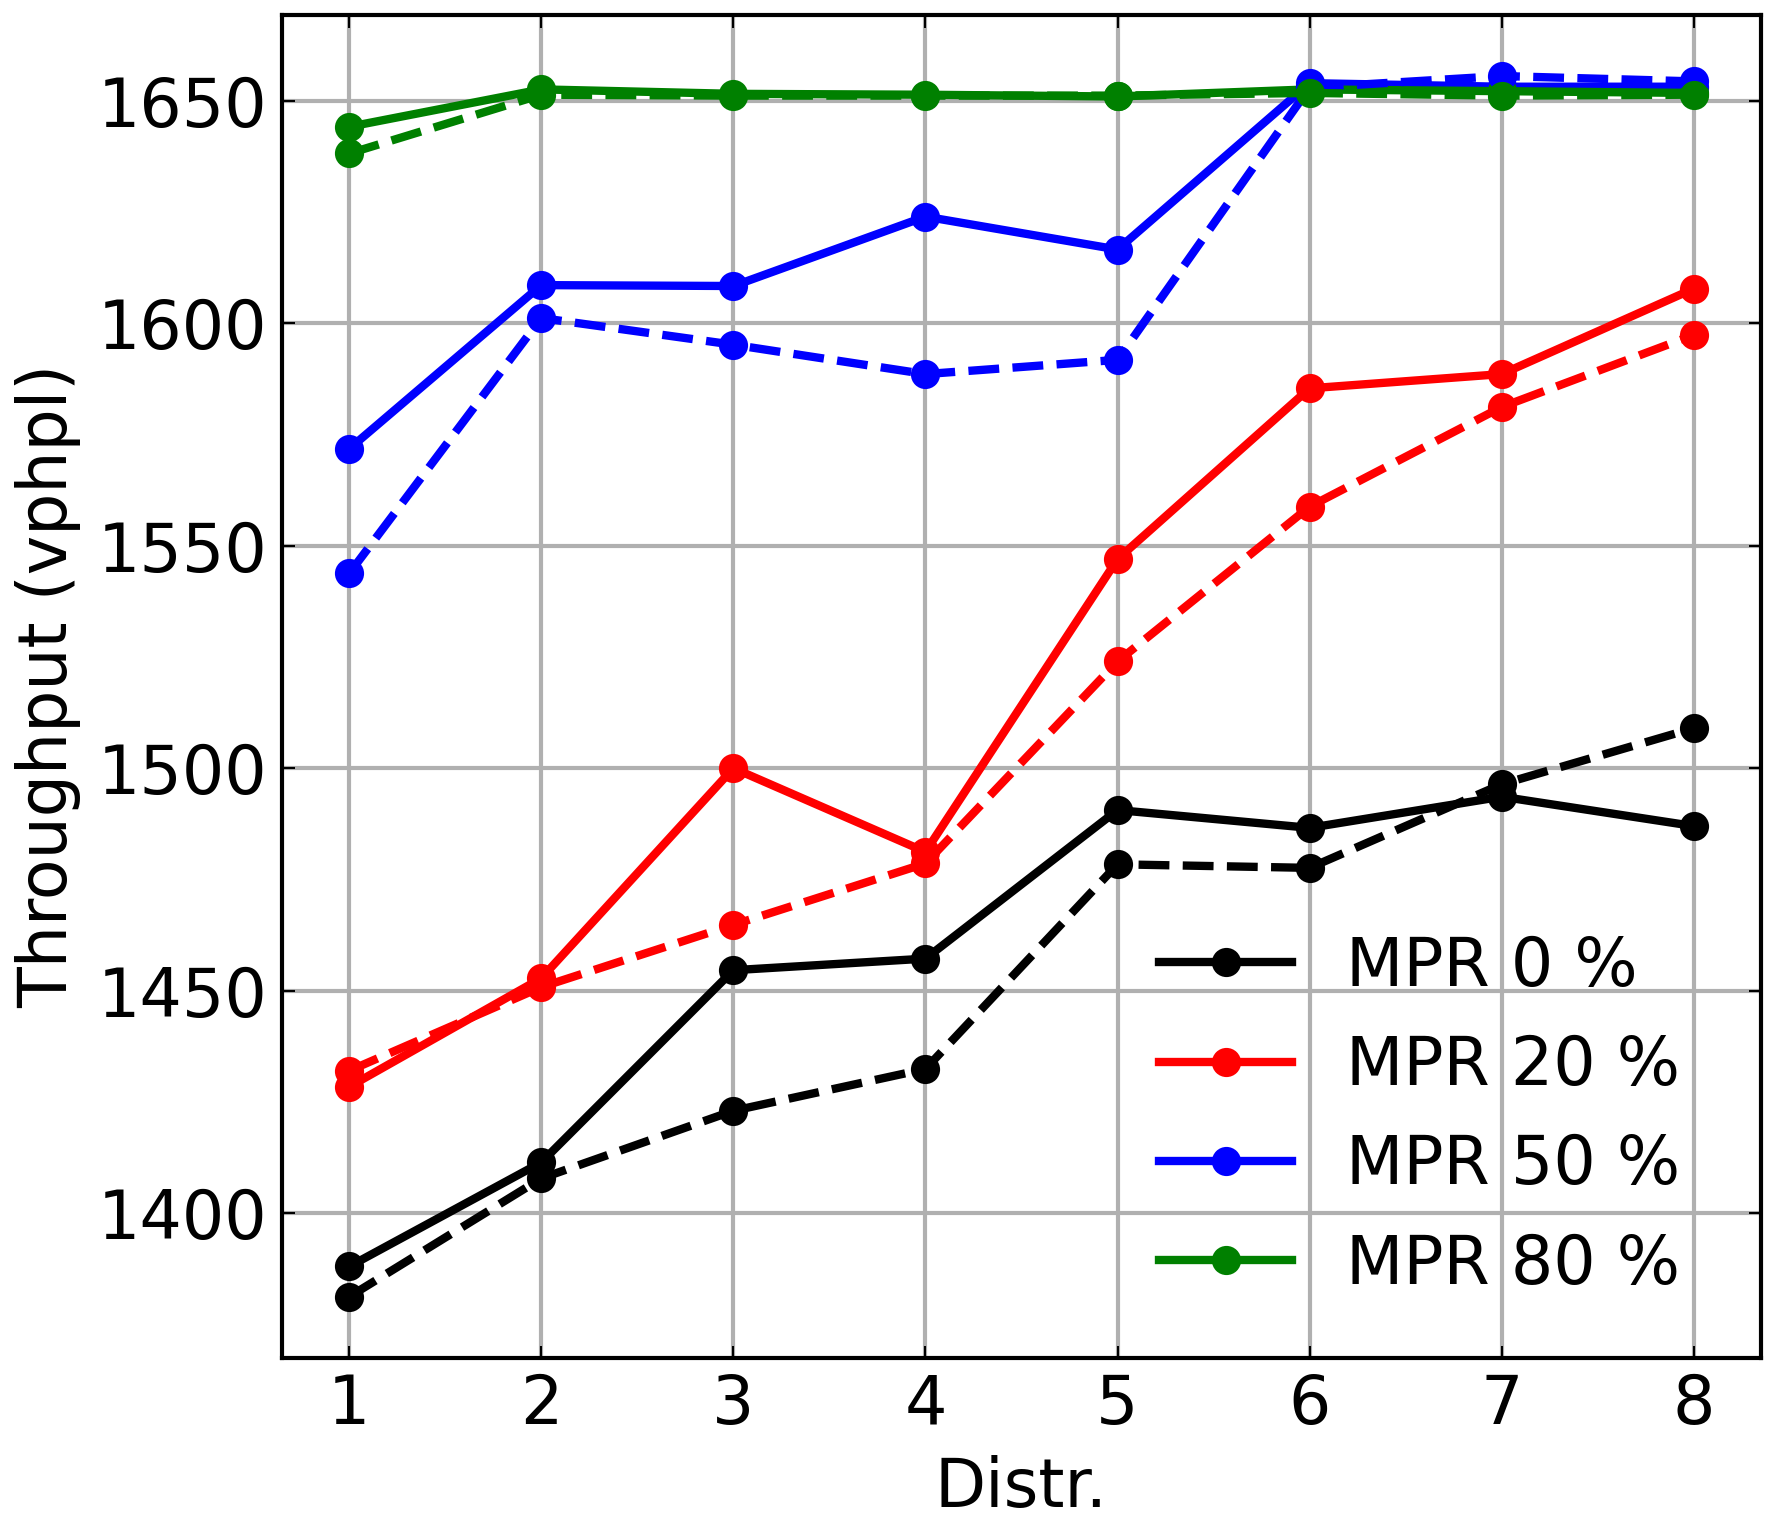 Throughput (vphpl)
1650
1600
1550
1500
1450
1400
MPR 0 %
MPR 20 %
MPR 50 %
MPR 80 %
1 2 3 4 5 6 7 8
Distr.